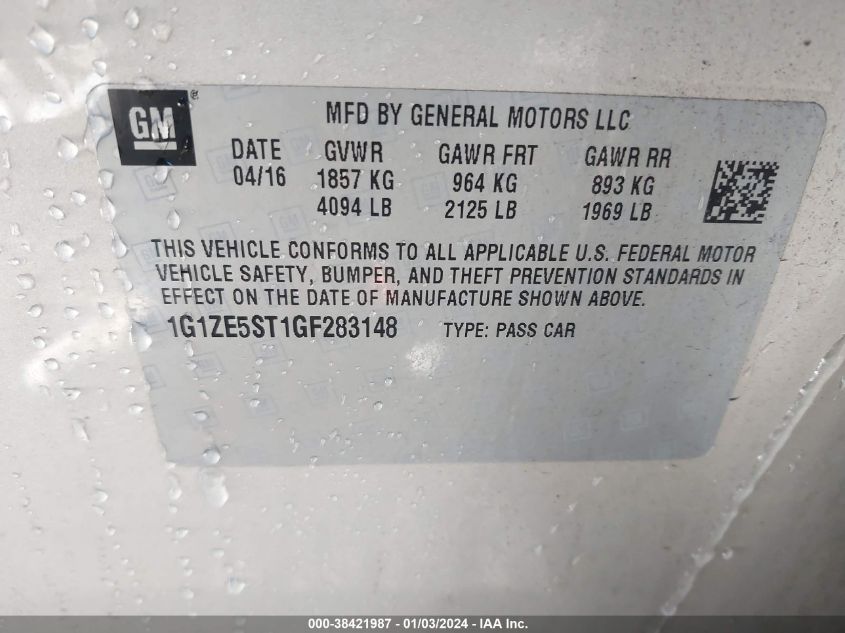 GM ®
MFD BY GENERAL MOTORS LLC
DATE GVWR GAWR FRT GAWR RR
04/16 1857 KG 964 KG 893 KG
4094 LB 2125 LB 1969 LB
THIS VEHICLE CONFORMS TO ALL APPLICABLE U.S. FEDERAL MOTOR
VEHICLE SAFETY, BUMPER, AND THEFT PREVENTION STANDARDS IN
EFFECT ON THE DATE OF MANUFACTURE SHOWN ABOVE.
1G1ZE5ST1GF283148 TYPE: PASS CAR
000-38421987 - 01/03/2024 - IAA Inc.